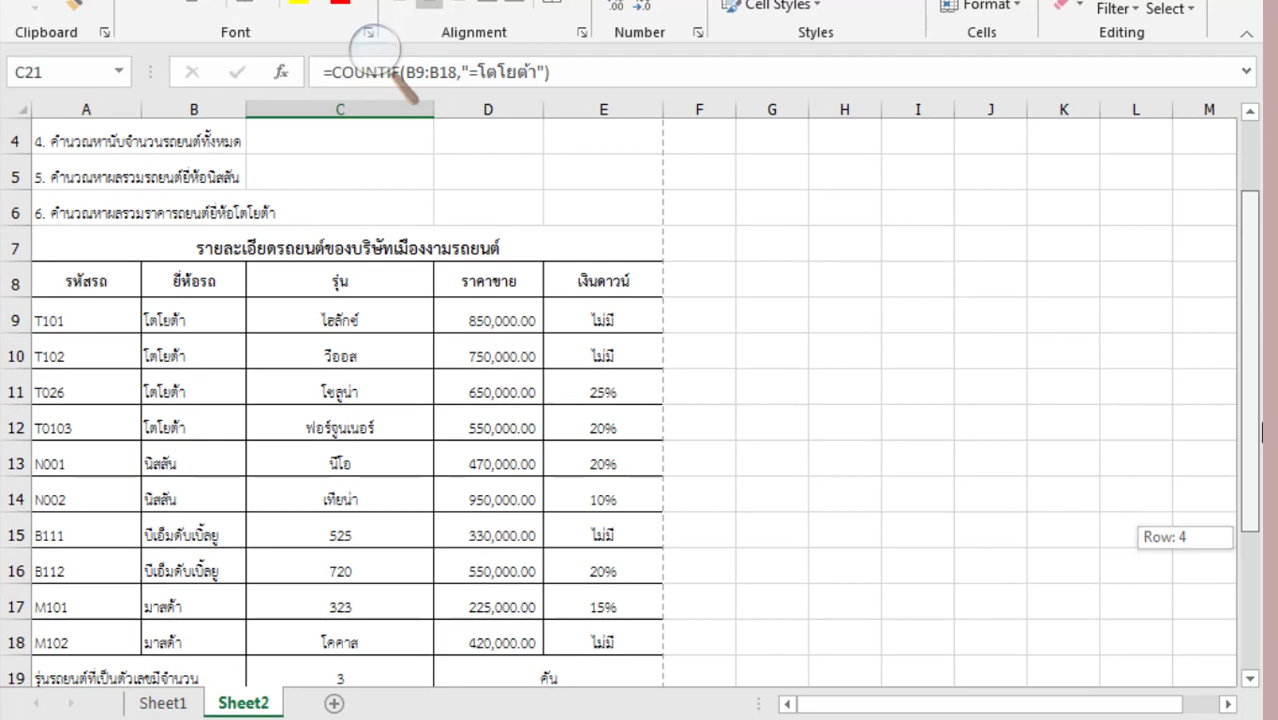 Cell Styles
Format
Filter Select
Clipboard Font Alignment Number Styles Cells Editing
C21 fx =COUNTIF(B9:B18,"=โตโยต้า")
A B C D E F G H I J K L M
4 4. คำนวณหานับจำนวนรถยนต์ทั้งหมด
5 5. คำนวณหาผลรวมรถยนต์ยี่ห้อนิสสัน
6 6. คำนวณหาผลรวมราคารถยนต์ยี่ห้อโตโยต้า
7 รายละเอียดรถยนต์ของบริษัทเมืองงามรถยนต์
8 รหัสรถ ยี่ห้อรถ รุ่น ราคาขาย เงินดาวน์
9 T101 โตโยต้า ไฮลักซ์ 850,000.00 ไม่มี
10 T102 โตโยต้า วีออส 750,000.00 ไม่มี
11 T026 โตโยต้า โซลูน่า 650,000.00 25%
12 T0103 โตโยต้า ฟอร์จูนเนอร์ 550,000.00 20%
13 N001 นิสสัน นีโอ 470,000.00 20%
14 N002 นิสสัน เทียน่า 950,000.00 10%
15 B111 บีเอ็มดับเบิ้ลยู 525 330,000.00 ไม่มี
16 B112 บีเอ็มดับเบิ้ลยู 720 550,000.00 20%
17 M101 มาสด้า 323 225,000.00 15%
18 M102 มาสด้า โคคาส 420,000.00 ไม่มี
19 รุ่นรถยนต์ที่เป็นตัวเลขมีจำนวน 3 คัน
Row: 4
Sheet1 Sheet2